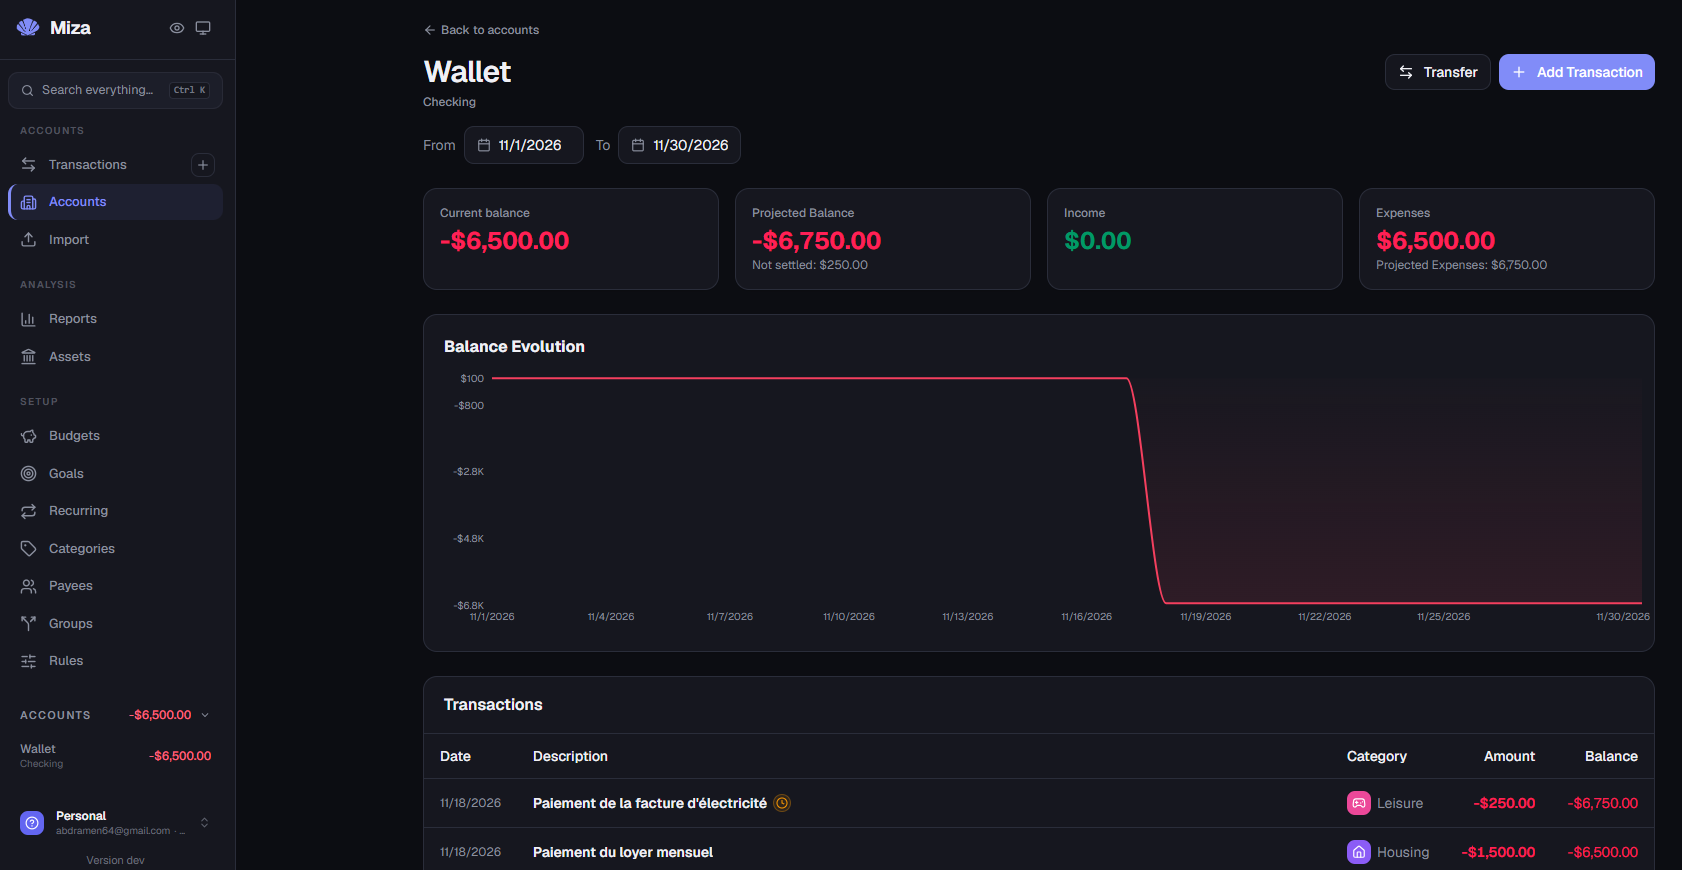 Miza
Search everything... Ctrl K
ACCOUNTS
Transactions
Accounts
Import
ANALYSIS
Reports
Assets
SETUP
Budgets
Goals
Recurring
Categories
Payees
Groups
Rules
ACCOUNTS -$6,500.00
Wallet
Checking
-$6,500.00
Personal
abdramen64@gmail.com · ...
Version dev
Back to accounts
Wallet
Checking
Transfer
Add Transaction
From 11/1/2026 To 11/30/2026
Current balance
-$6,500.00
Projected Balance
-$6,750.00
Not settled: $250.00
Income
$0.00
Expenses
$6,500.00
Projected Expenses: $6,750.00
Balance Evolution
$100
-$800
-$2.8K
-$4.8K
-$6.8K
11/1/2026 11/4/2026 11/7/2026 11/10/2026 11/13/2026 11/16/2026 11/19/2026 11/22/2026 11/25/2026 11/30/2026
Transactions
Date Description Category Amount Balance
11/18/2026 Paiement de la facture d'électricité Leisure -$250.00 -$6,750.00
11/18/2026 Paiement du loyer mensuel Housing -$1,500.00 -$6,500.00